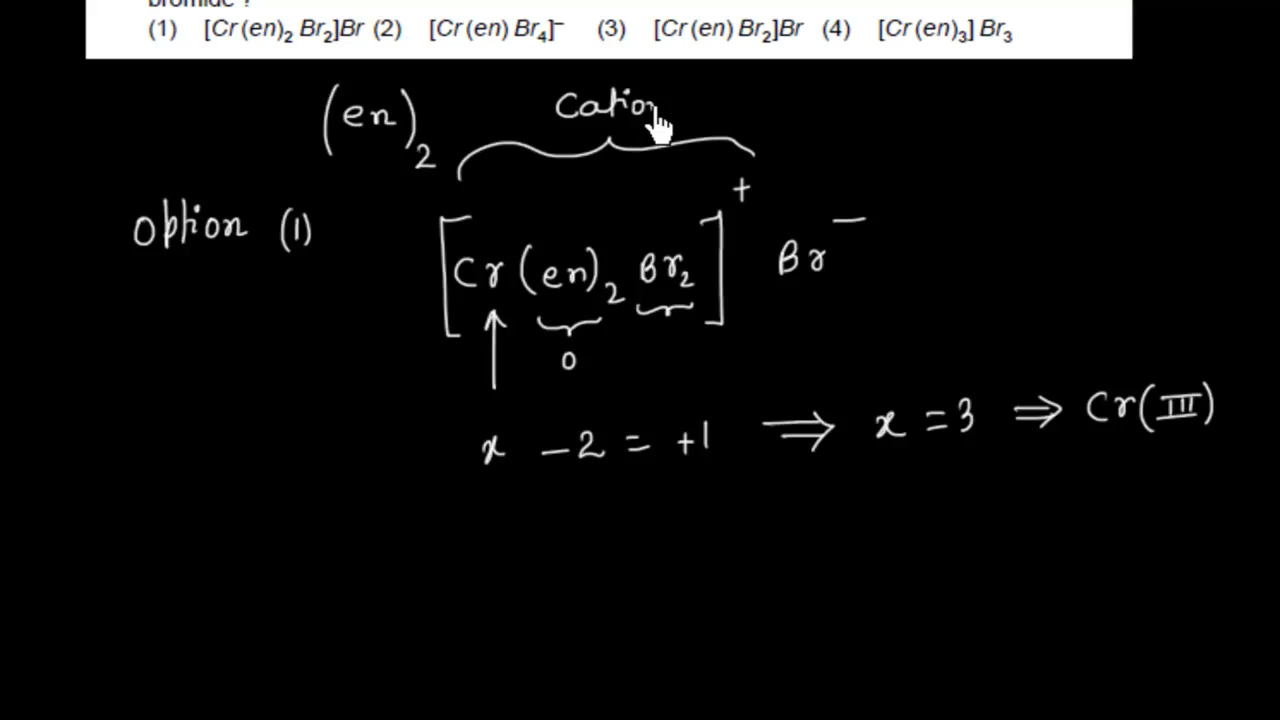 bromide ?
(1) [Cr(en)₂ Br₂]Br (2) [Cr(en) Br₄]⁻ (3) [Cr(en) Br₂]Br (4) [Cr(en)₃] Br₃
(en)₂ Cation
option (1) [Cr(en)₂ Br₂]⁺ Br⁻
0
x - 2 = +1 ⟹ x = 3 ⟹ Cr(III)